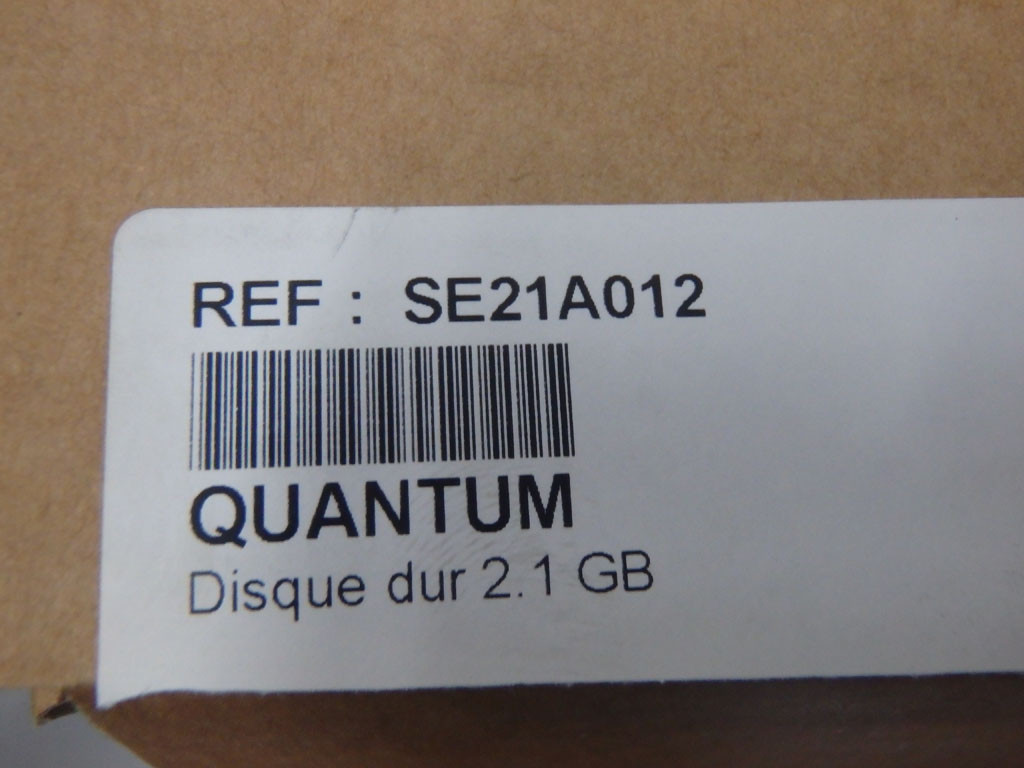 REF : SE21A012
QUANTUM
Disque dur 2.1 GB